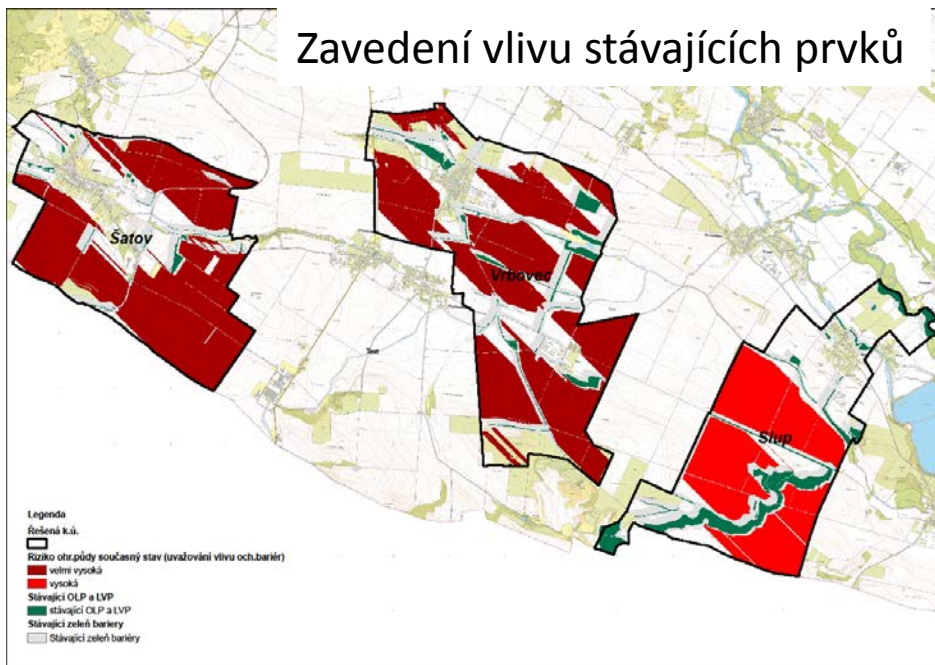 Zavedení vlivu stávajících prvků
Šatov
Vrbovec
Slup
Legenda
Řešená k.ú.
Riziko ohr.půdy současný stav (uvažování vlivu och.bariér)
velmi vysoká
vysoká
Stávající OLP a LVP
stávající OLP a LVP
Stávající zeleň bariery
Stávající zeleň bariéry